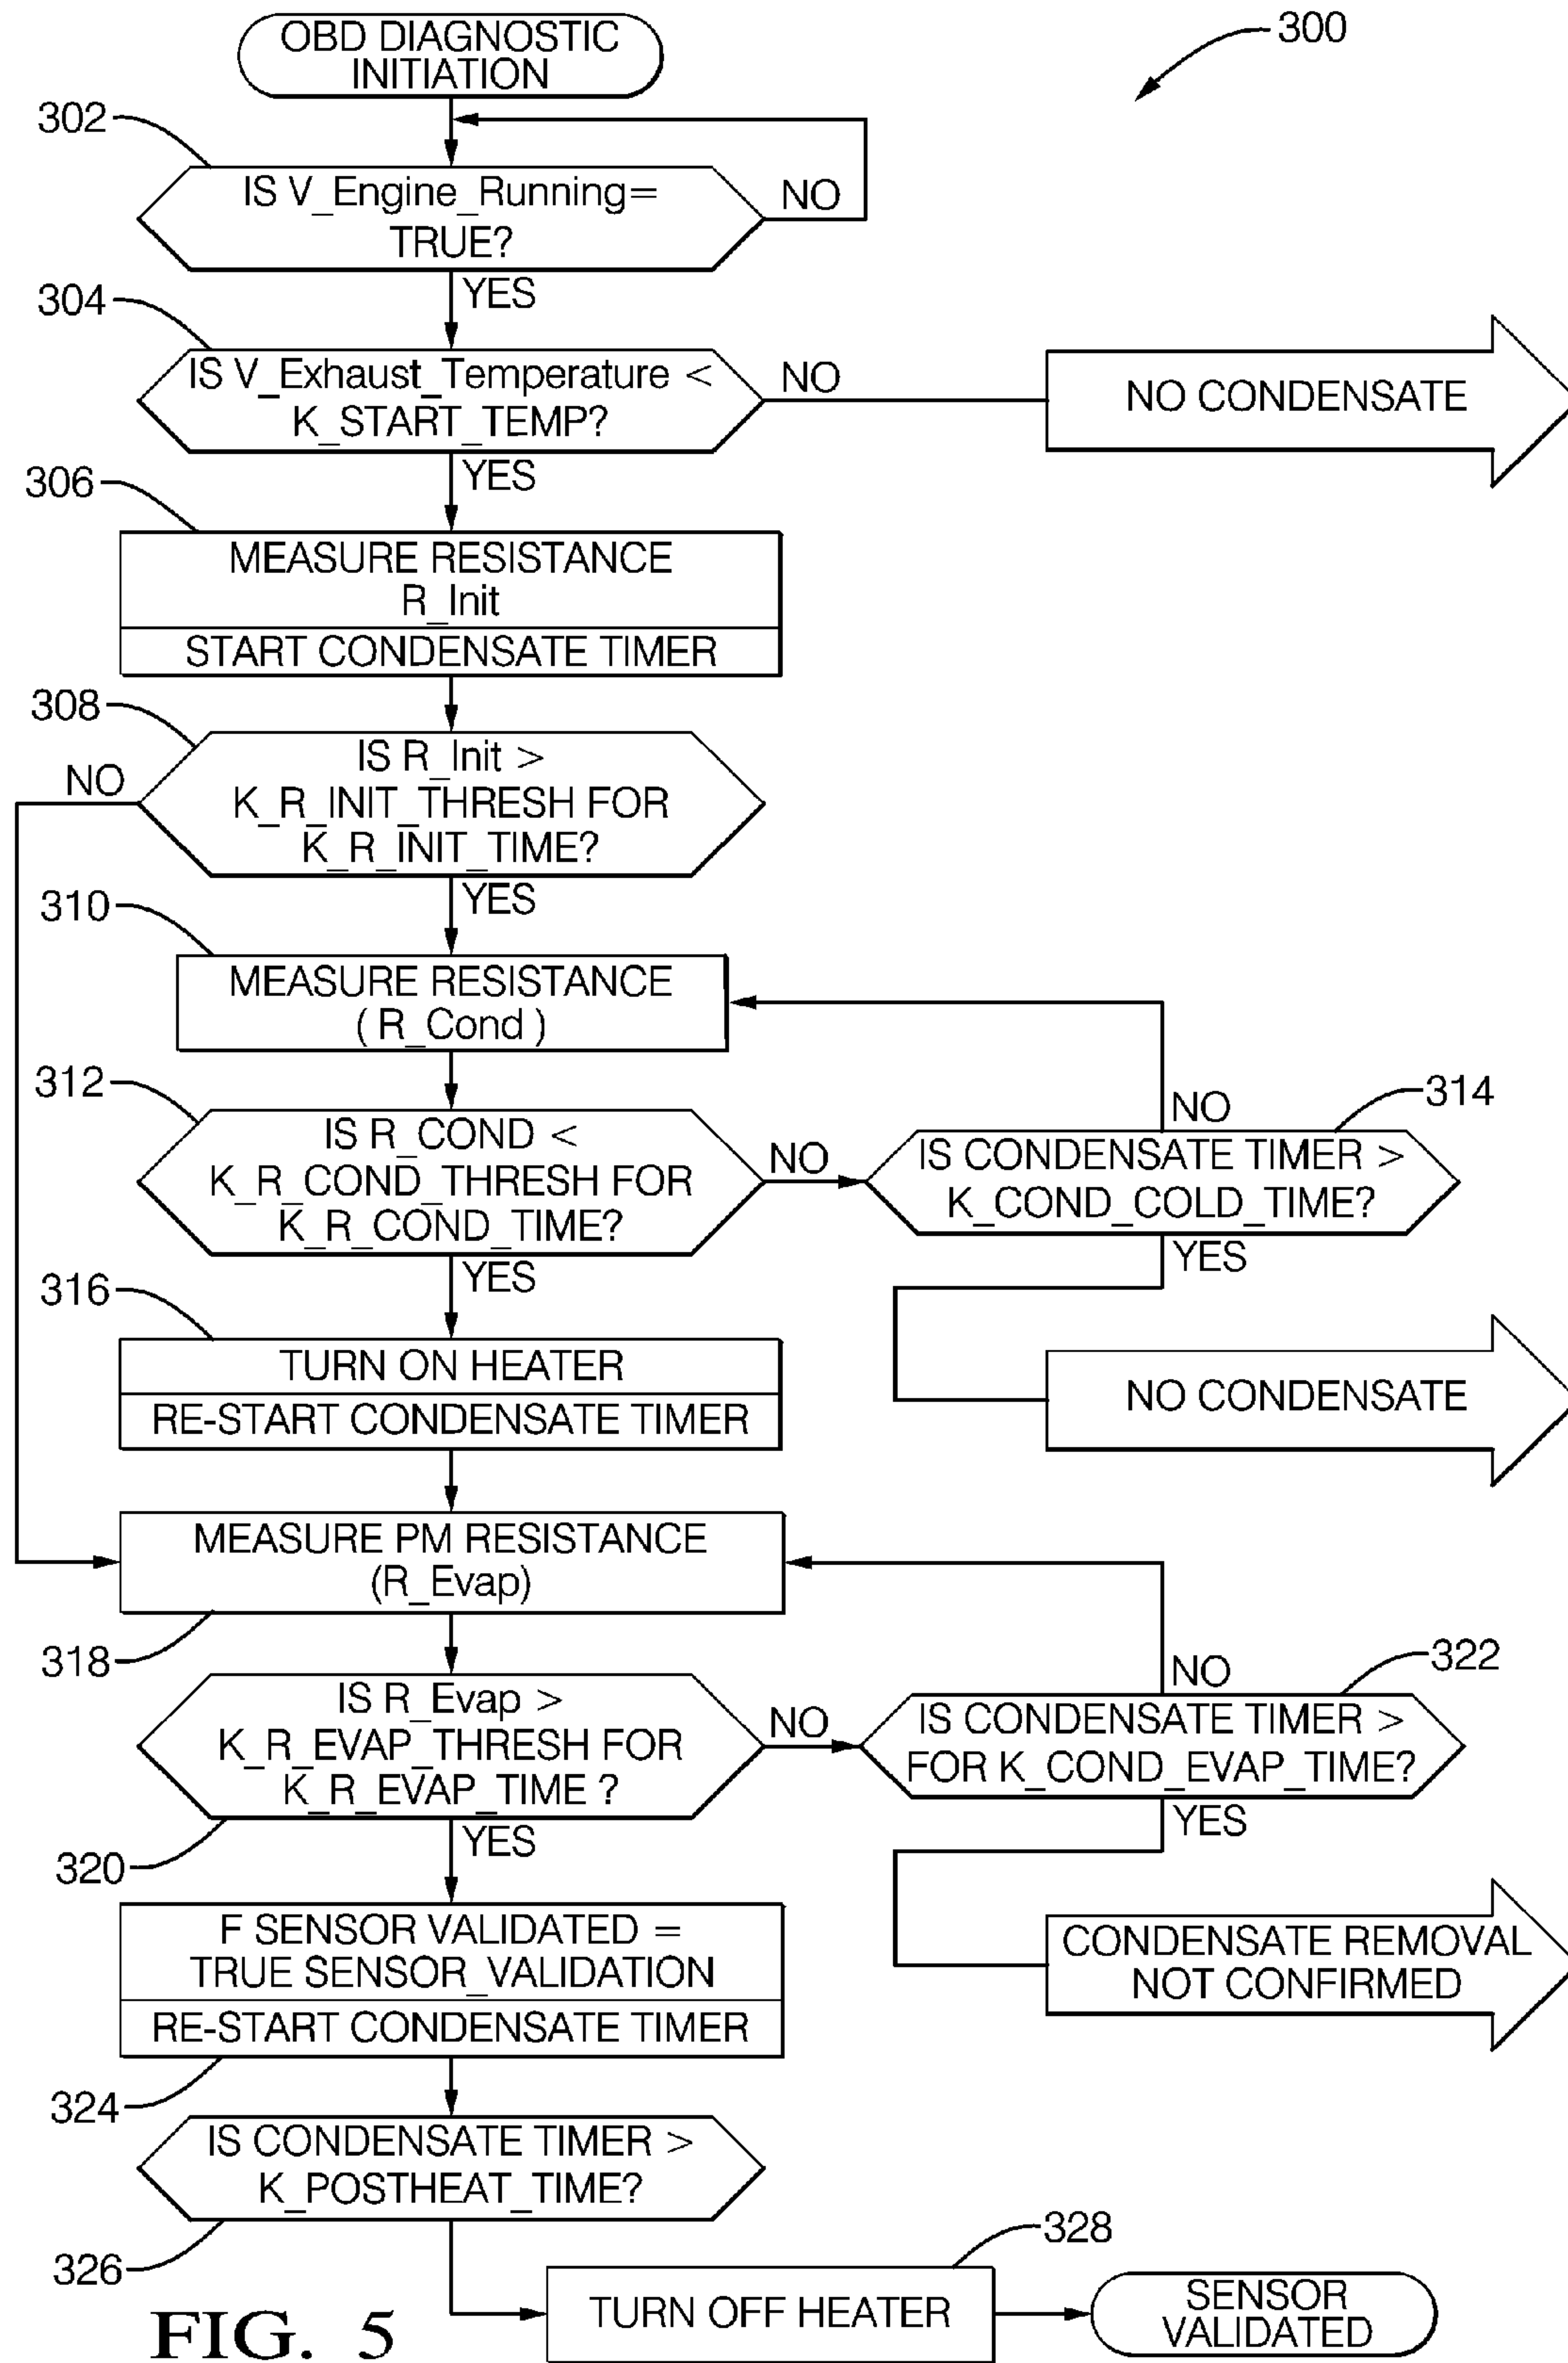 OBD DIAGNOSTIC
INITIATION
300
302
IS V_Engine_Running=
TRUE?
NO
YES
304
IS V_Exhaust_Temperature <
K_START_TEMP?
NO
NO CONDENSATE
YES
306
MEASURE RESISTANCE
R_Init
START CONDENSATE TIMER
308
NO
IS R_Init >
K_R_INIT_THRESH FOR
K_R_INIT_TIME?
YES
310
MEASURE RESISTANCE
( R_Cond )
312
IS R_COND <
K_R_COND_THRESH FOR
K_R_COND_TIME?
NO
314
NO
IS CONDENSATE TIMER >
K_COND_COLD_TIME?
YES
YES
NO CONDENSATE
316
TURN ON HEATER
RE-START CONDENSATE TIMER
MEASURE PM RESISTANCE
(R_Evap)
318
IS R_Evap >
K_R_EVAP_THRESH FOR
K_R_EVAP_TIME ?
NO
322
NO
IS CONDENSATE TIMER >
FOR K_COND_EVAP_TIME?
YES
320
YES
CONDENSATE REMOVAL
NOT CONFIRMED
F SENSOR VALIDATED =
TRUE SENSOR_VALIDATION
RE-START CONDENSATE TIMER
324
IS CONDENSATE TIMER >
K_POSTHEAT_TIME?
326
328
TURN OFF HEATER
SENSOR
VALIDATED
FIG. 5